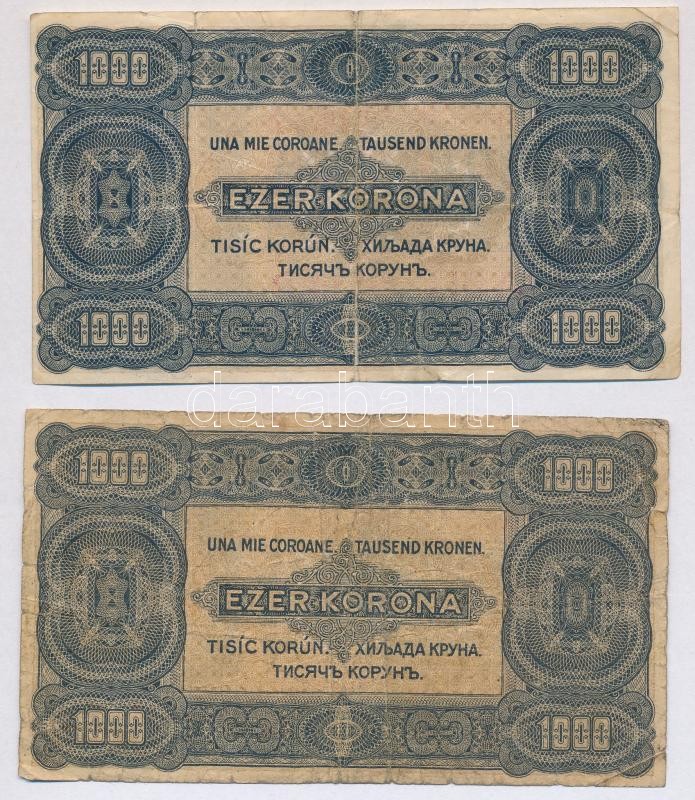 1000 1000
UNA MIE COROANE. TAUSEND KRONEN.
EZER KORONA
TISÍC KORÚN. ХИЉАДА КРУНА.
ТИСЯЧЪ КОРУНЪ.
1000 1000
darabanth
1000 1000
UNA MIE COROANE. TAUSEND KRONEN.
EZER KORONA
TISÍC KORÚN. ХИЉАДА КРУНА.
ТИСЯЧЪ КОРУНЪ.
1000 1000